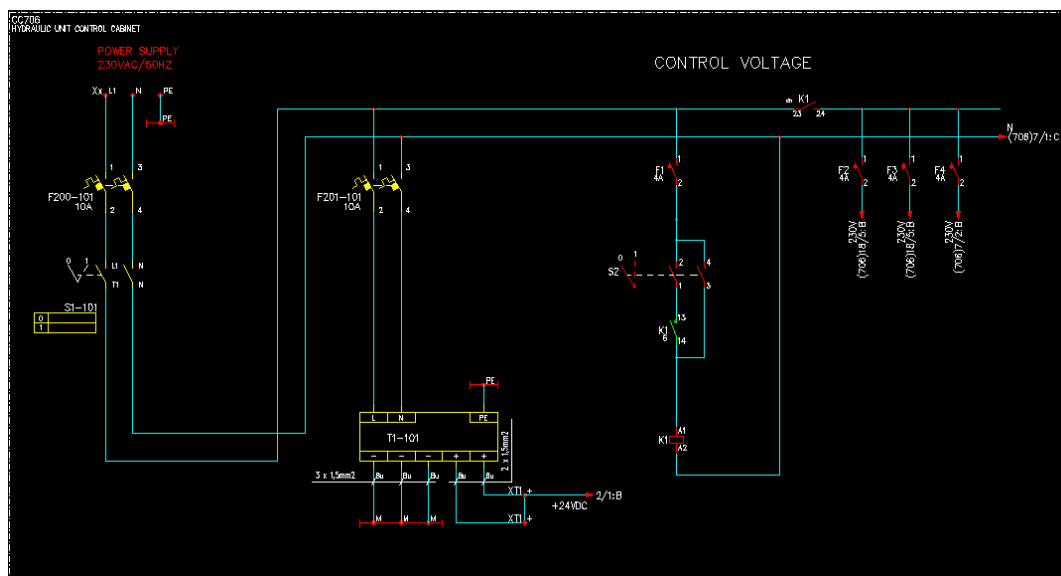 CC706
HYDRAULIC UNIT CONTROL CABINET
POWER SUPPLY
230VAC/50HZ
CONTROL VOLTAGE
X1 L1 N PE
PE
K1
23 24
N
(706)7/1:C
1 3
F200-101
10A
2 4
1 3
F201-101
10A
2 4
1
F1
4A
2
1
F2
4A
2
1
F3
4A
2
1
F4
4A
2
230V
(706)18/5:B
230V
(706)18/5:B
230V
(706)7/2:B
0 1
L1 N
T1 N
S1-101
0
1
S2
0 1
2 4
1 3
13
K1
6
14
PE
L N PE
T1-101
- - - + +
3 x 1,5mm2
2 x 1,5mm2
Bu Bu Bu Bu Bu
K1
A1
A2
XT1 +
2/1:B
+24VDC
XT1 +
M M M